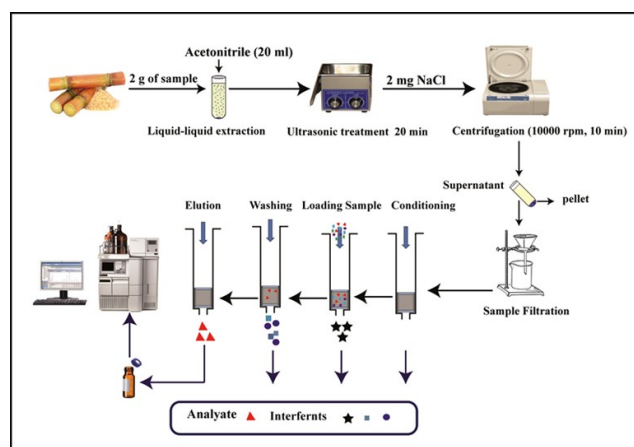 Acetonitrile (20 ml)
2 g of sample
2 mg NaCl
Liquid-liquid extraction
Ultrasonic treatment 20 min
Centrifugation (10000 rpm, 10 min)
Supernatant
pellet
Elution
Washing
Loading Sample
Conditioning
Sample Filtration
Analyate
Interfernts